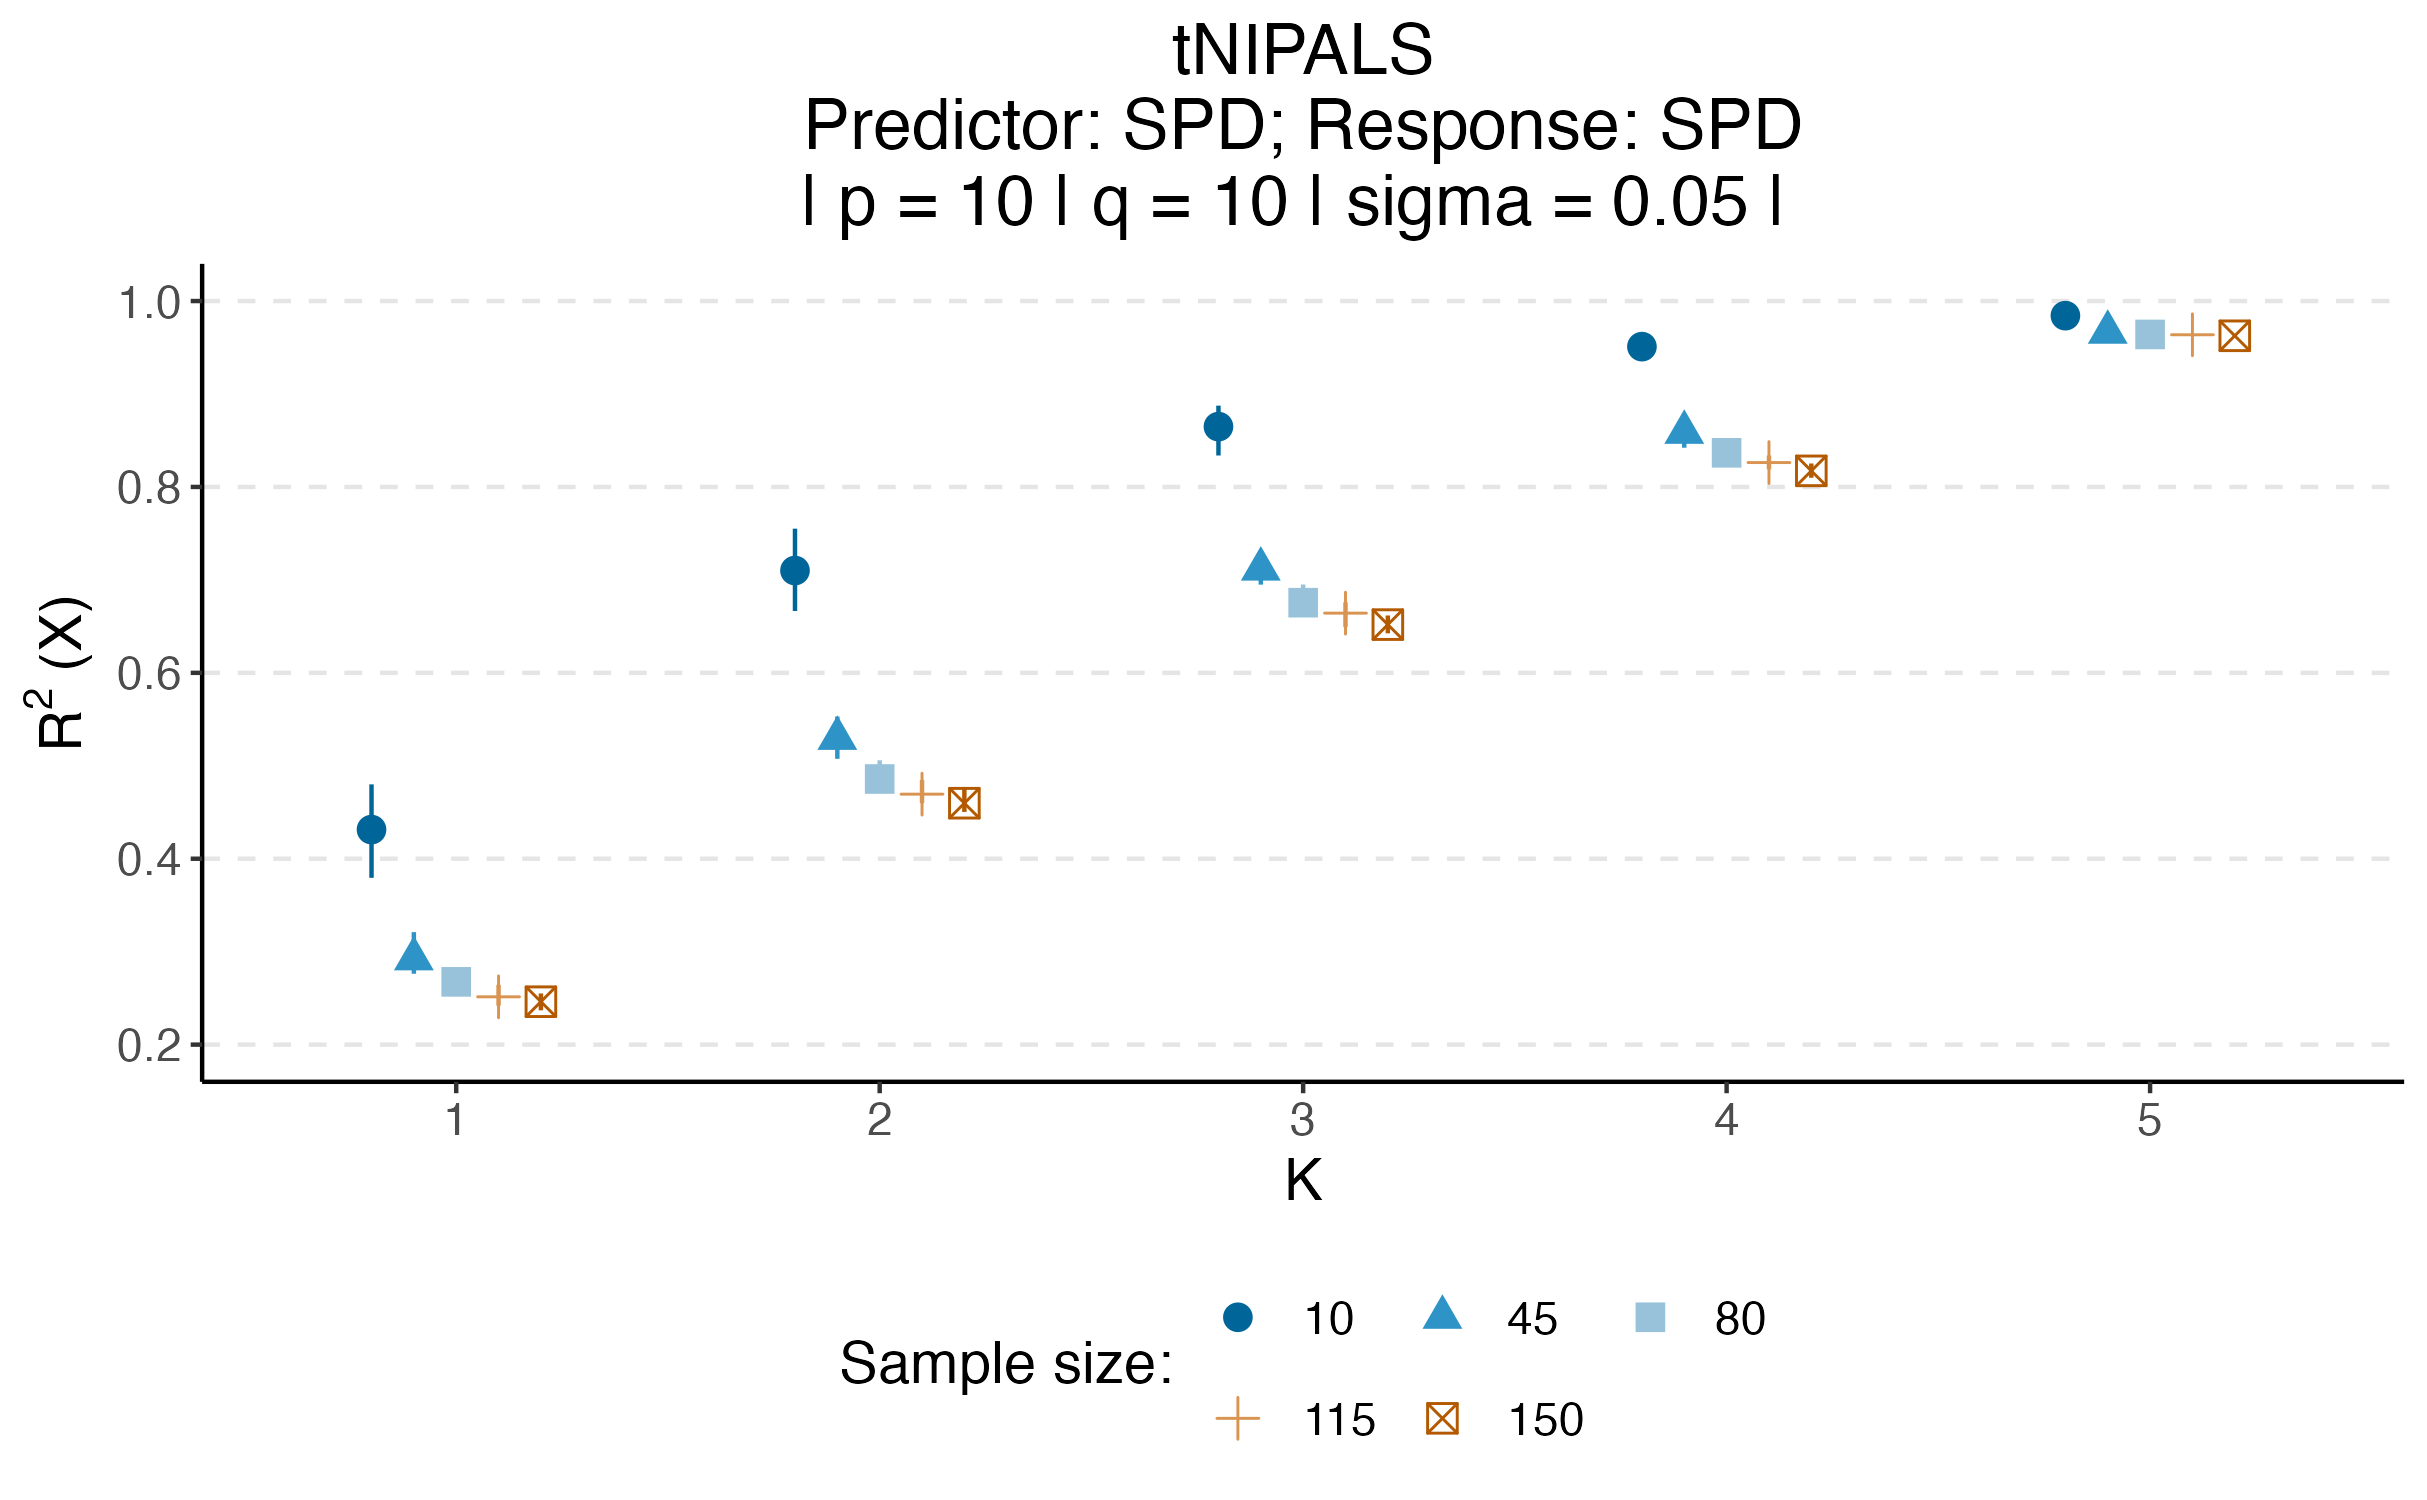 tNIPALS
Predictor: SPD; Response: SPD
| p = 10 | q = 10 | sigma = 0.05 |
R² (X)
1.0
0.8
0.6
0.4
0.2
1 2 3 4 5
K
Sample size:
10 45 80
115 150